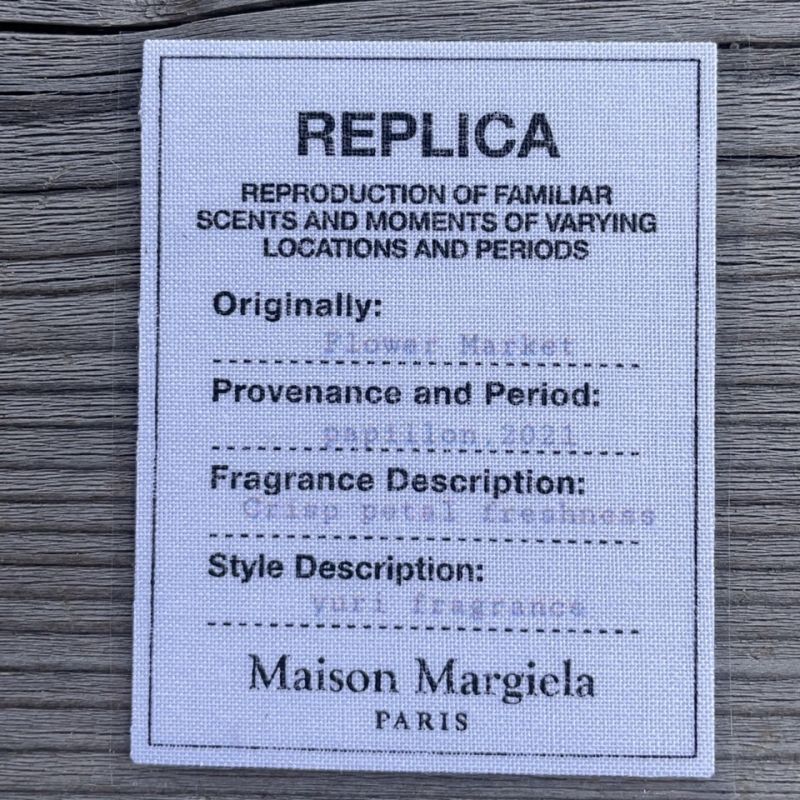 REPLICA
REPRODUCTION OF FAMILIAR
SCENTS AND MOMENTS OF VARYING
LOCATIONS AND PERIODS
Originally:
Flower Market
Provenance and Period:
papillon,2021
Fragrance Description:
Crisp petal freshness
Style Description:
yuri fragrance
Maison Margiela
PARIS